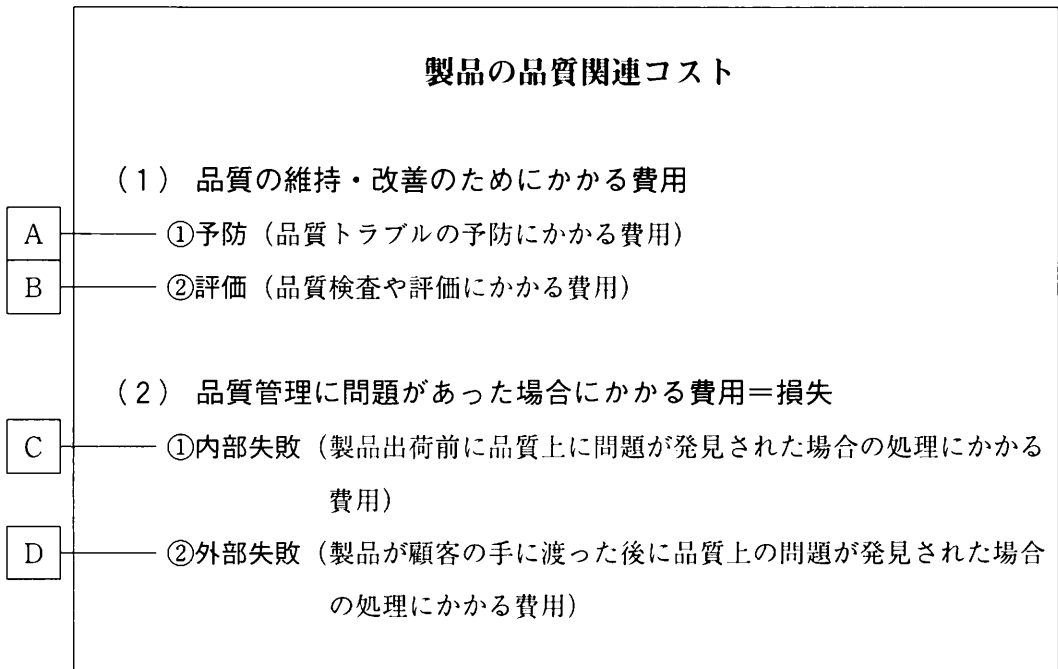 製品の品質関連コスト
(1) 品質の維持・改善のためにかかる費用
A ①予防(品質トラブルの予防にかかる費用)
B ②評価(品質検査や評価にかかる費用)
(2) 品質管理に問題があった場合にかかる費用=損失
C ①内部失敗(製品出荷前に品質上に問題が発見された場合の処理にかかる
費用)
D ②外部失敗(製品が顧客の手に渡った後に品質上の問題が発見された場合
の処理にかかる費用)